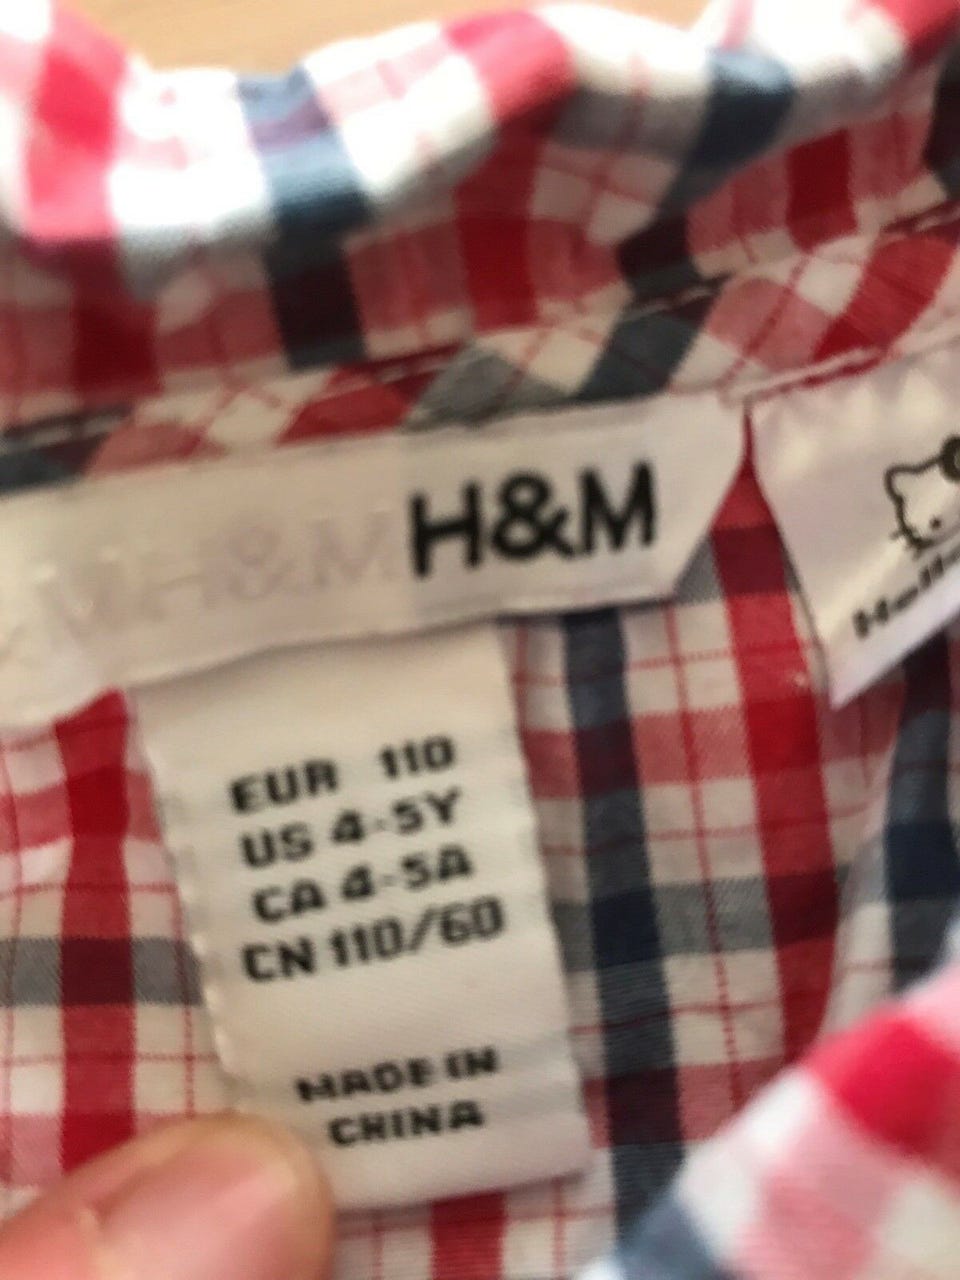 H&M H&M
EUR 110
US 4-5Y
CA 4-5A
CN 110/60
MADE IN
CHINA